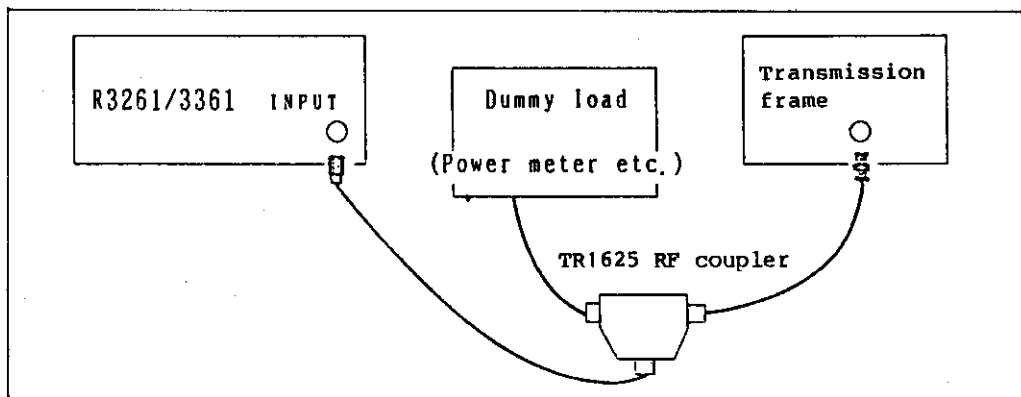 R3261/3361 INPUT
Dummy load
(Power meter etc.)
Transmission
frame
TR1625 RF coupler